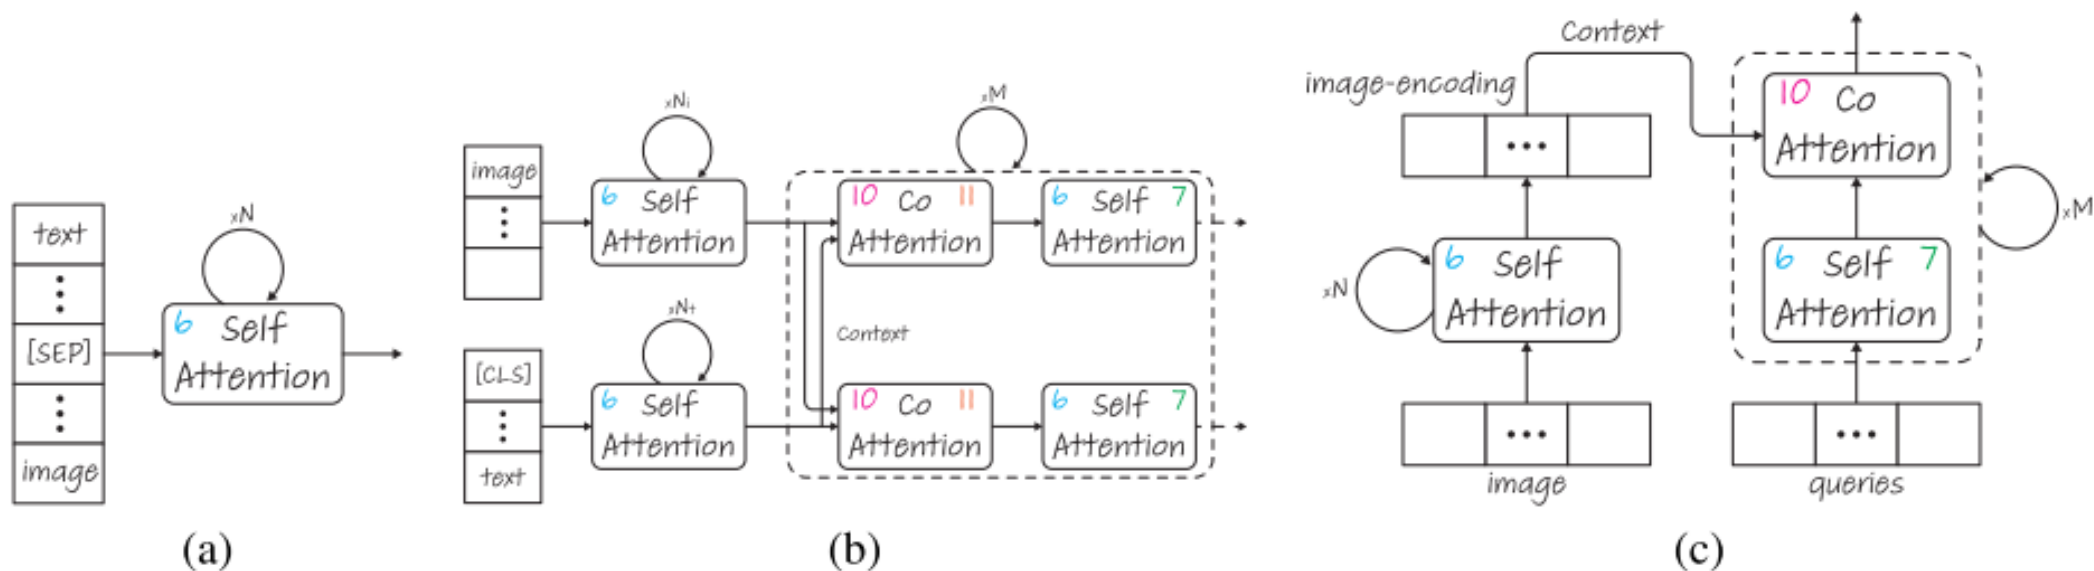 text
[SEP]
image
xN
6 Self
Attention
(a)
image
[CLS]
text
xNi
6 Self
Attention
xNt
6 Self
Attention
xM
10 Co 11
Attention
6 Self 7
Attention
Context
10 Co 11
Attention
6 Self 7
Attention
(b)
Context
image-encoding
10 Co
Attention
xN
6 Self
Attention
6 Self 7
Attention
xM
image
queries
(c)